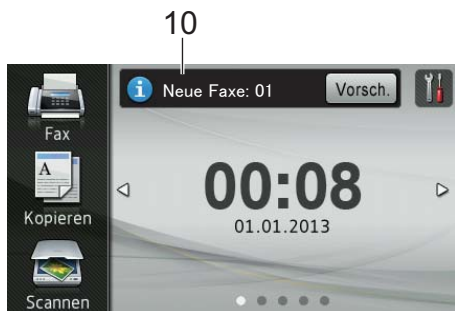 10
Neue Faxe: 01 Vorsch.
Fax
00:08
01.01.2013
A
Kopieren
Scannen